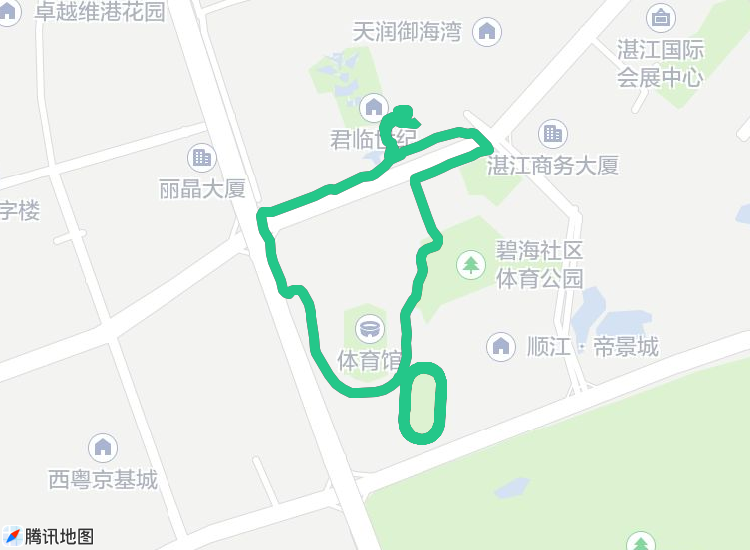 卓越维港花园
天润御海湾
湛江国际
会展中心
君临世纪
丽晶大厦
湛江商务大厦
字楼
碧海社区
体育公园
体育馆
顺江·帝景城
西粤京基城
腾讯地图